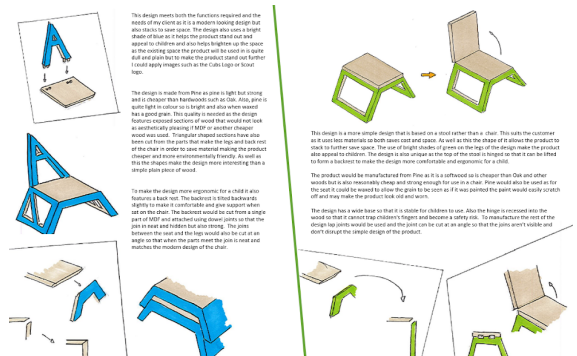 This design meets both the functions required and the
needs of my client as it is a modern looking design but
also stacks to save space. The design also uses a bright
shade of blue as it helps the product stand out and
appeal to children and also helps brighten up the space
as the existing space the product will be used in is quite
dull and plain but to make the product stand out further
I could apply images such as the Cubs Logo or Scout
logo.
The design is made from Pine as pine is light but strong
and is cheaper than hardwoods such as Oak. Also, pine is
quite light in colour so is bright and also when waxed
has a good grain. This quality is needed as the design
features exposed sections of wood that would not look
as aesthetically pleasing if MDF or another cheaper
wood was used. Triangular shaped sections have also
been cut from the parts that make the legs and back rest
of the chair in order to save material making the product
cheaper and more environmentally friendly. As well as
tha the shapes make the design more interesting than a
simple plain piece of wood.
To make the design more ergonomic for a child it also
features a back rest. The backrest is tilted backwards
slightly to make it comfortable and give support when
sat on the chair. The backrest would be cut from a single
part of MDF and attached using dowel joints so that the
join in neat and hidden but also strong. The joins
between the seat and the legs would also be cut at an
angle so that when the parts meet the join is neat and
matches the modern design of the chair.
This design is a more simple design that is based on a stool rather than a chair. This suits the customer
as it uses less materials so both saves cost and space. As well as this the shape of it allows the product to
stack to further save space. The use of bright shades of green on the legs of the design make the product
also appeal to children. The design is also unique as the top of the stool is hinged so that it can be lifted
to form a backrest to make the design more comfortable and ergonomic for a child.
The product would be manufactured from Pine as it is a softwood so is cheaper than Oak and other
woods but is also reasonably cheap and strong enough for use in a chair. Pine would also be used as for
the seat it could be waxed to allow the grain to be seen as if it was painted the paint would easily scratch
off and may make the product look old and worn.
The design has a wide base so that it is stable for children to use. Also the hinge is recessed into the
wood so that it cannot trap children's fingers and become a safety risk. To manufacture the rest of the
design lap joints would be used and the joint can be cut at an angle so that the joins aren't visible and
don't disrupt the simple design of the product.